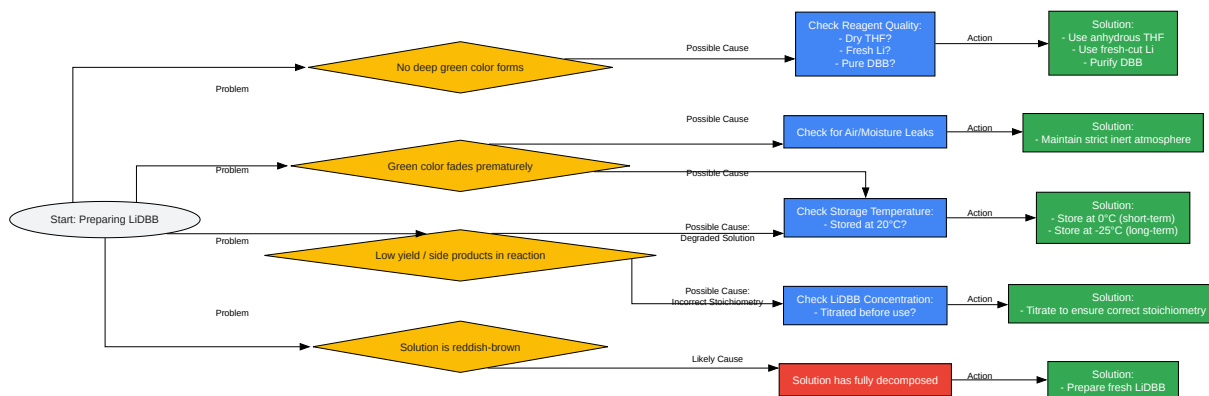 Check Reagent Quality:
- Dry THF?
- Fresh Li?
- Pure DBB?
Solution:
- Use anhydrous THF
- Use fresh-cut Li
- Purify DBB
Possible Cause
Action
No deep green color forms
Problem
Possible Cause
Check for Air/Moisture Leaks
Action
Solution:
- Maintain strict inert atmosphere
Green color fades prematurely
Problem
Possible Cause
Start: Preparing LiDBB
Check Storage Temperature:
- Stored at 20°C?
Action
Solution:
- Store at 0°C (short-term)
- Store at -25°C (long-term)
Problem
Possible Cause:
Degraded Solution
Low yield / side products in reaction
Possible Cause:
Incorrect Stoichiometry
Check LiDBB Concentration:
- Titrated before use?
Action
Solution:
- Titrate to ensure correct stoichiometry
Problem
Solution is reddish-brown
Likely Cause
Solution has fully decomposed
Action
Solution:
- Prepare fresh LiDBB